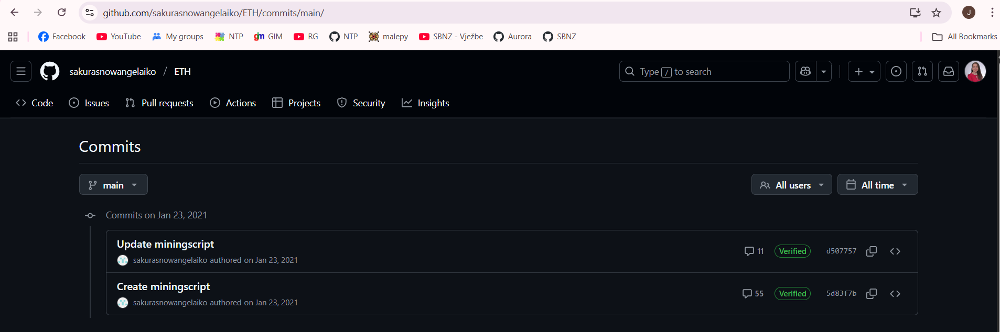 github.com/sakurasnowangelaiko/ETH/commits/main/
J
Facebook YouTube My groups NTP gm GIM RG NTP malepy SBNZ - Vježbe Aurora SBNZ All Bookmarks
sakurasnowangelaiko / ETH
Type / to search
Code Issues Pull requests Actions Projects Security Insights
Commits
main All users All time
Commits on Jan 23, 2021
Update miningscript
sakurasnowangelaiko authored on Jan 23, 2021
11 Verified d507757
Create miningscript
sakurasnowangelaiko authored on Jan 23, 2021
55 Verified 5d83f7b